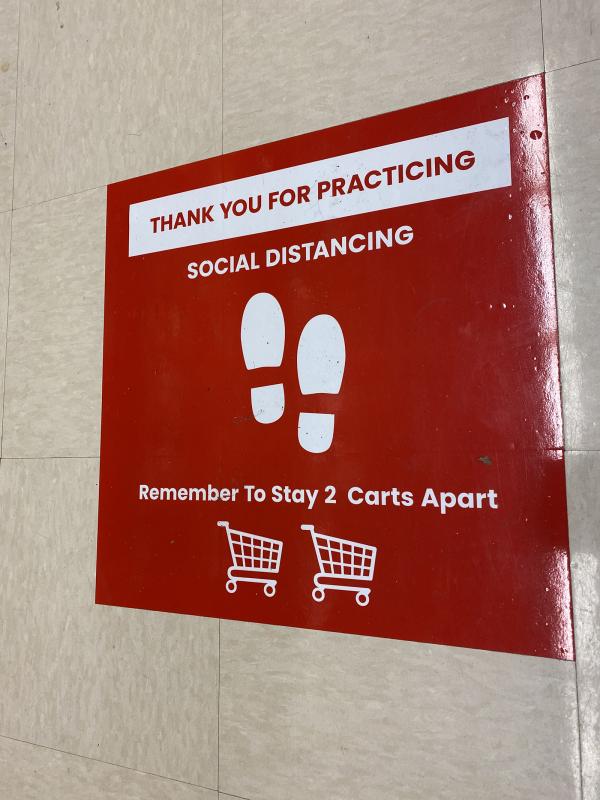 THANK YOU FOR PRACTICING
SOCIAL DISTANCING
Remember To Stay 2 Carts Apart